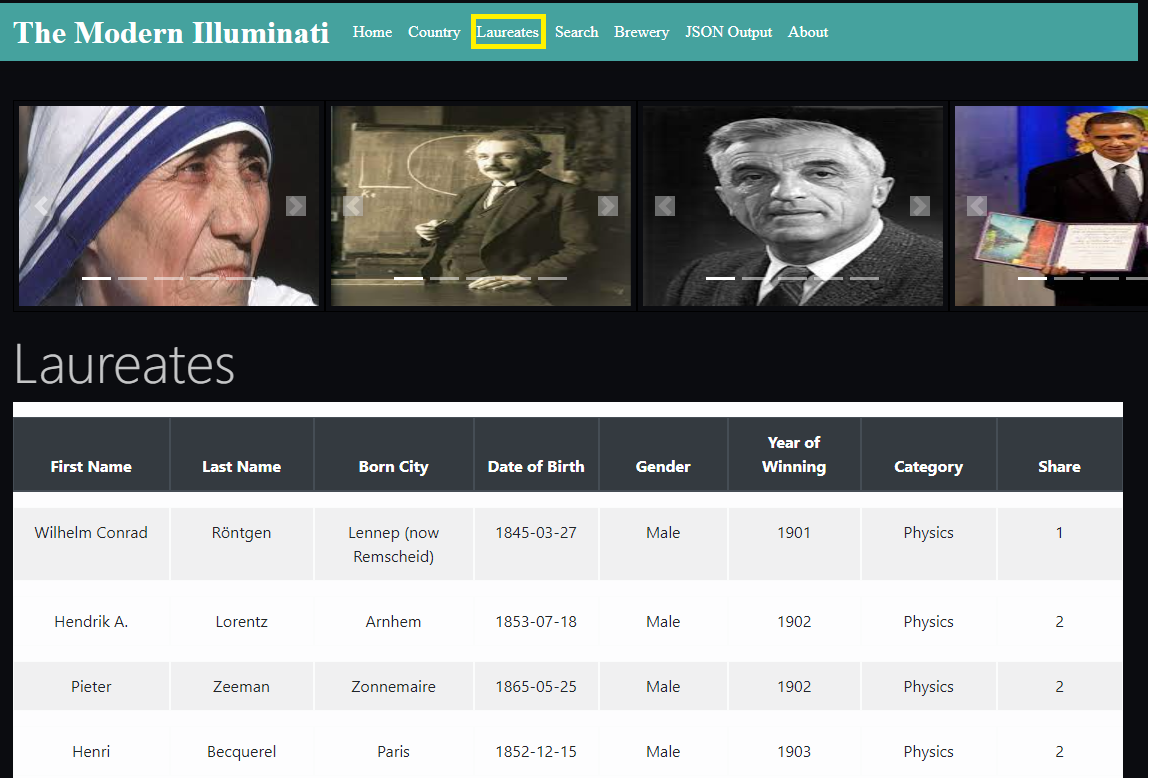 The Modern Illuminati Home Country Laureates Search Brewery JSON Output About
Laureates
First Name Last Name Born City Date of Birth Gender Year of Winning Category Share
Wilhelm Conrad Röntgen Lennep (now Remscheid) 1845-03-27 Male 1901 Physics 1
Hendrik A. Lorentz Arnhem 1853-07-18 Male 1902 Physics 2
Pieter Zeeman Zonnemaire 1865-05-25 Male 1902 Physics 2
Henri Becquerel Paris 1852-12-15 Male 1903 Physics 2